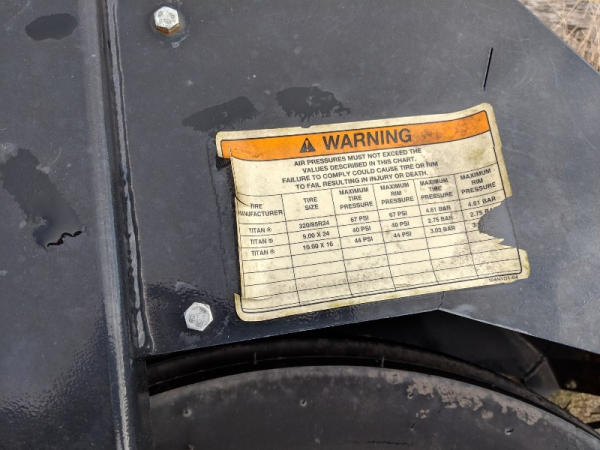 ⚠ WARNING
AIR PRESSURES MUST NOT EXCEED THE
VALUES DESCRIBED IN THIS CHART.
FAILURE TO COMPLY COULD CAUSE TIRE OR RIM
TO FAIL RESULTING IN INJURY OR DEATH.
TIRE MANUFACTURER TIRE SIZE MAXIMUM TIRE PRESSURE MAXIMUM RIM PRESSURE MAXIMUM TIRE PRESSURE MAXIMUM RIM PRESSURE
TITAN ® 320/85R24 67 PSI 67 PSI 4.61 BAR 4.61 BAR
TITAN ® 9.00 X 24 40 PSI 40 PSI 2.75 BAR 2.75
TITAN ® 10.00 X 16 44 PSI 44 PSI 3.03 BAR 3